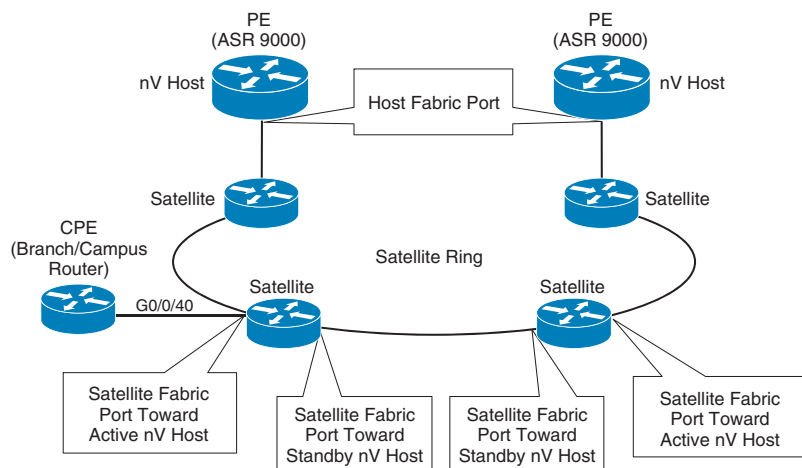 PE
(ASR 9000)
PE
(ASR 9000)
nV Host
nV Host
Host Fabric Port
Satellite
Satellite
CPE
(Branch/Campus
Router)
Satellite Ring
Satellite
Satellite
G0/0/40
Satellite Fabric
Port Toward
Active nV Host
Satellite Fabric
Port Toward
Standby nV Host
Satellite Fabric
Port Toward
Standby nV Host
Satellite Fabric
Port Toward
Active nV Host